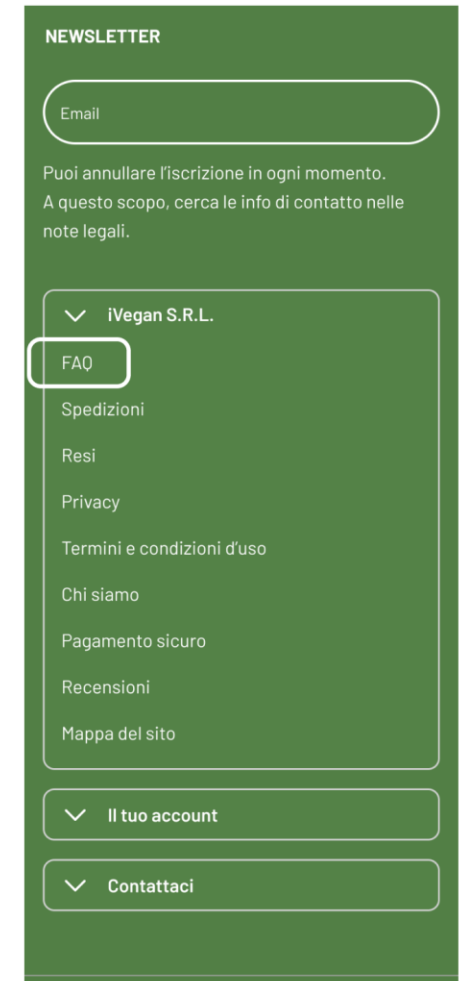 NEWSLETTER
Email
Puoi annullare l'iscrizione in ogni momento.
A questo scopo, cerca le info di contatto nelle
note legali.
iVegan S.R.L.
FAQ
Spedizioni
Resi
Privacy
Termini e condizioni d'uso
Chi siamo
Pagamento sicuro
Recensioni
Mappa del sito
Il tuo account
Contattaci